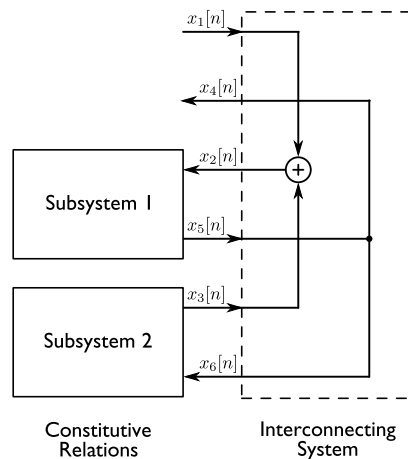 x₁[n]
x₄[n]
x₂[n]
+
Subsystem 1
x₅[n]
x₃[n]
Subsystem 2
x₆[n]
Constitutive
Relations
Interconnecting
System